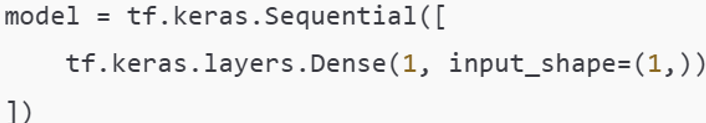 model = tf.keras.Sequential([
    tf.keras.layers.Dense(1, input_shape=(1,))
])